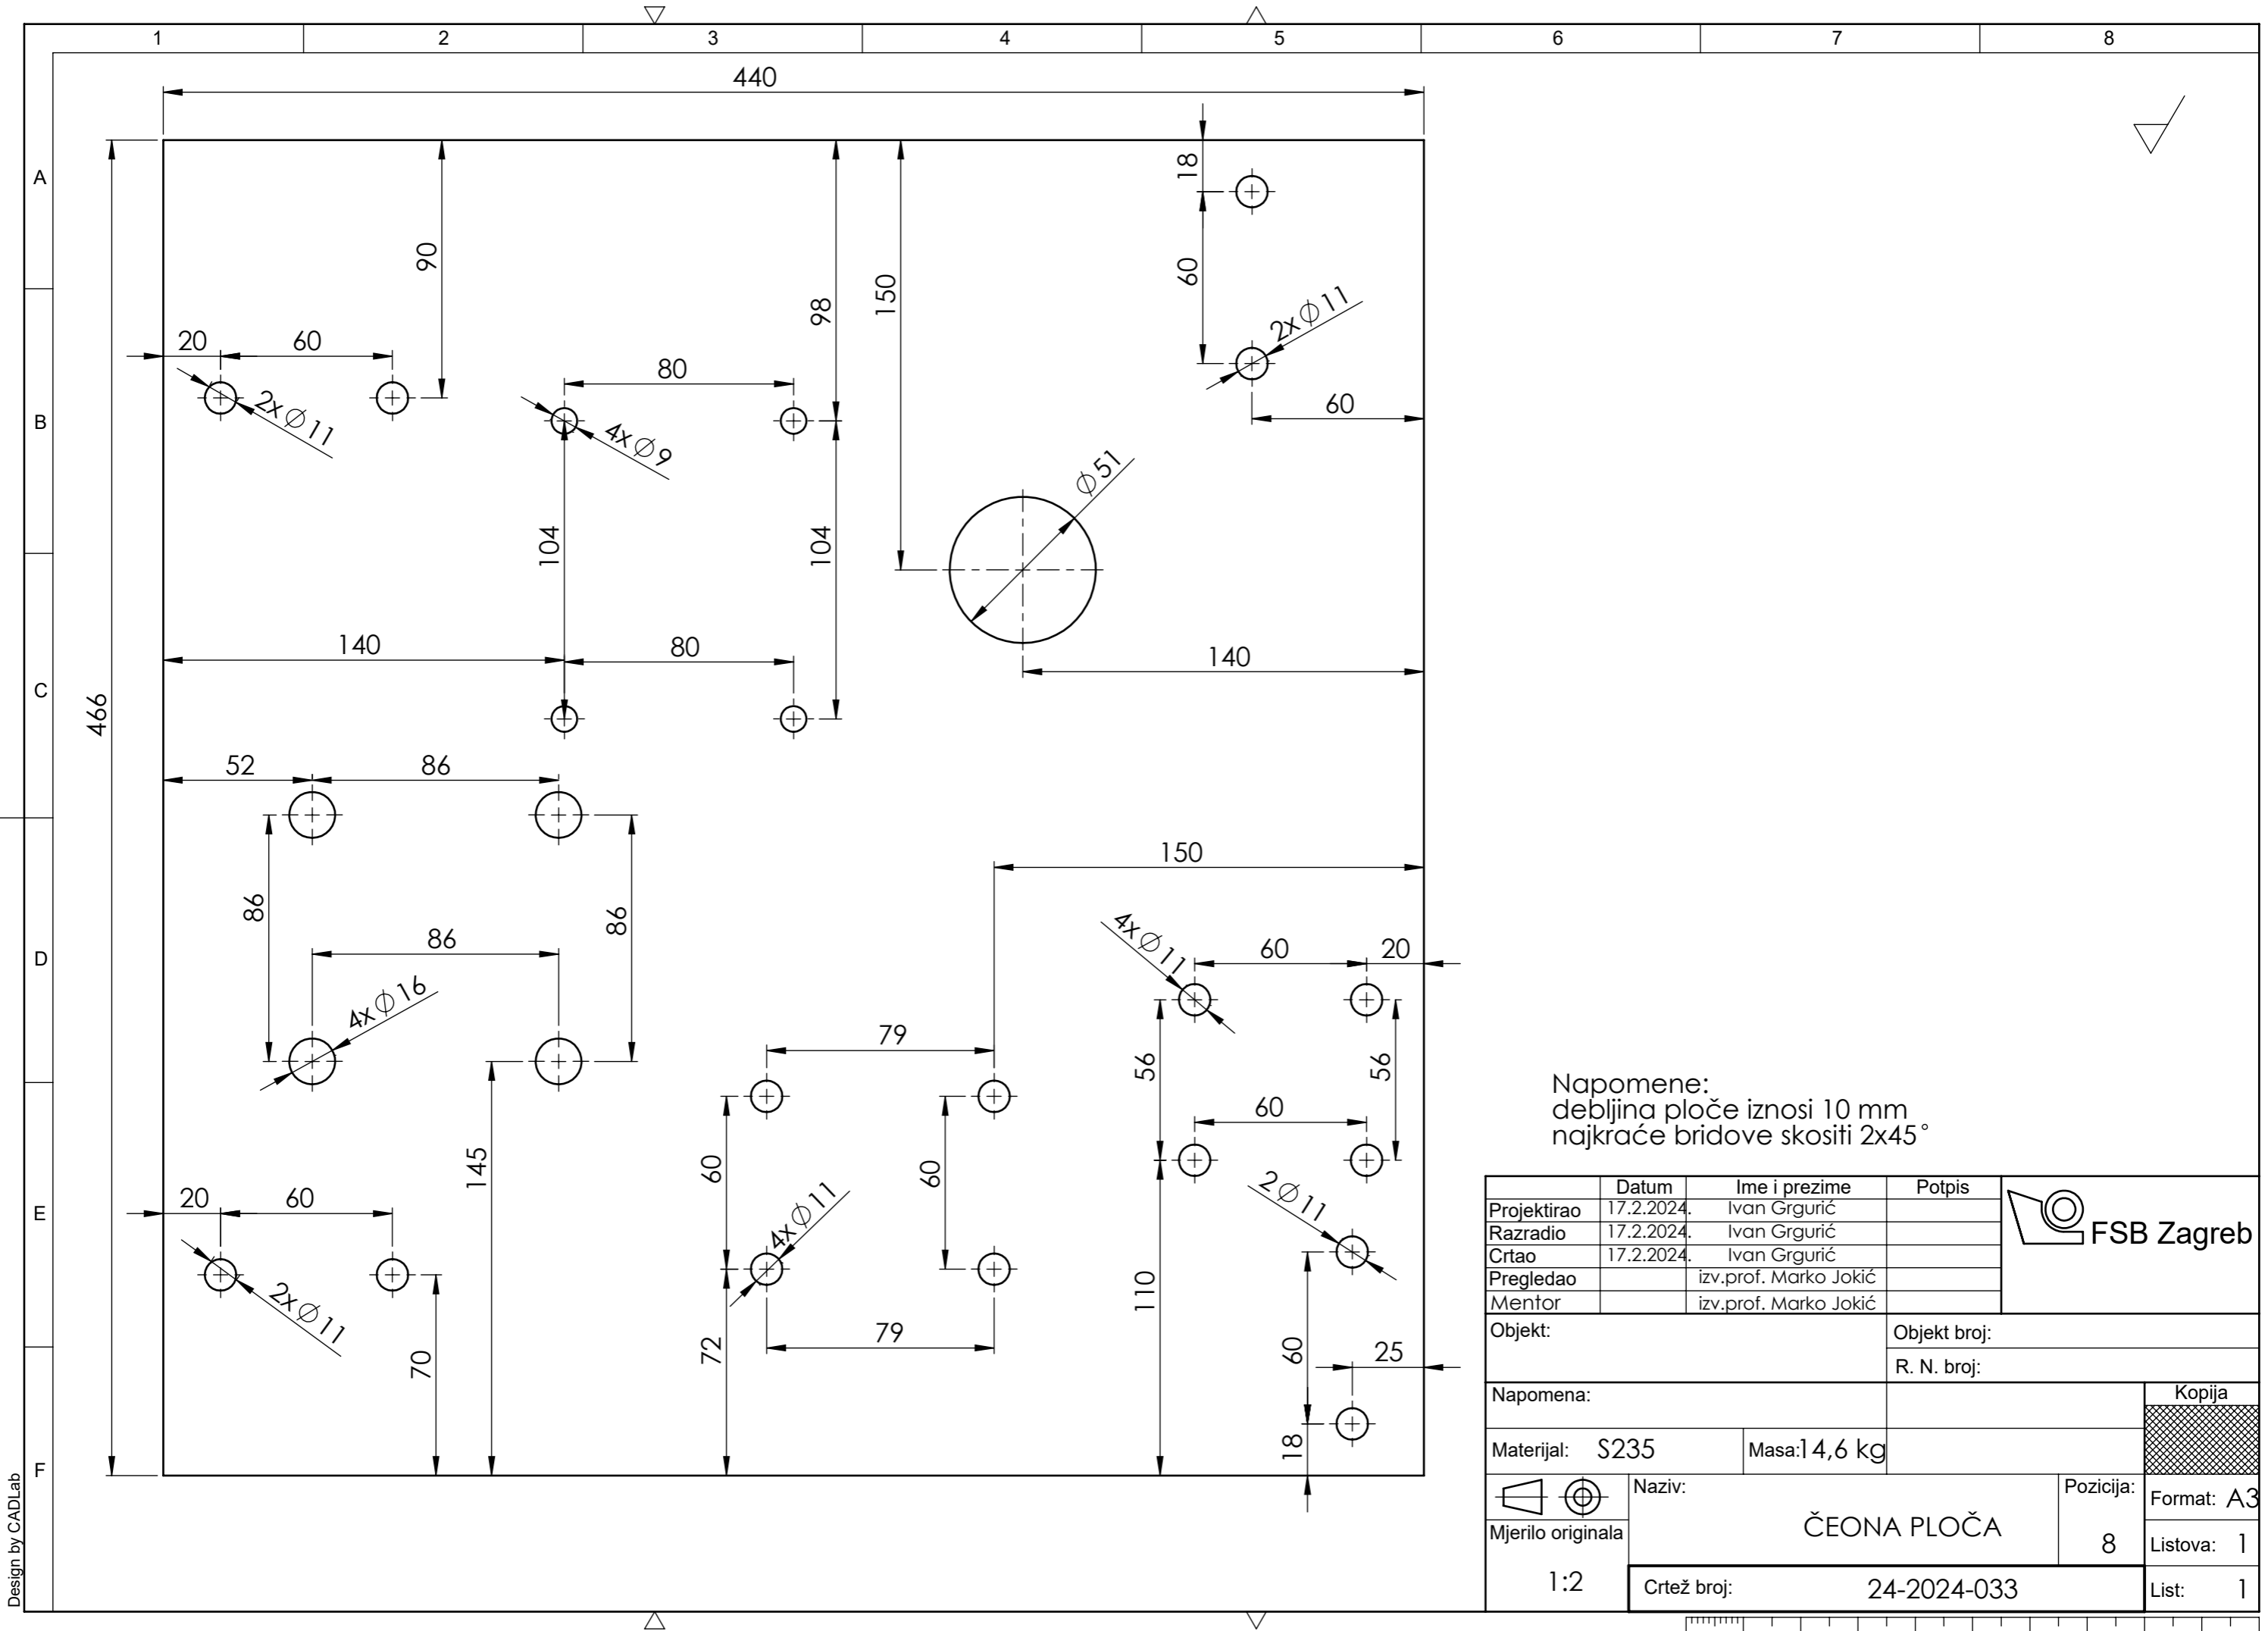 1 2 3 4 5 6 7 8
440
A
18
90
98
150
60
2x∅11
20 60
80
60
B
2x∅11
4x∅9
∅51
104
104
140
80
140
C
466
52 86
150
86
86
86
4x∅11
60 20
D
4x∅16
79
56
56
60
Napomene:
debljina ploče iznosi 10 mm
najkraće bridove skositi 2x45°
145
60
60
20 60
4x∅11
2∅11
E
2x∅11
110
79
70
72
60
25
18
F
Datum Ime i prezime Potpis
Projektirao 17.2.2024. Ivan Grgurić
Razradio 17.2.2024. Ivan Grgurić
Crtao 17.2.2024. Ivan Grgurić
Pregledao izv.prof. Marko Jokić
Mentor izv.prof. Marko Jokić
FSB Zagreb
Objekt:
Objekt broj:
R. N. broj:
Napomena:
Kopija
Materijal: S235
Masa:14,6 kg
Naziv:
ČEONA PLOČA
Pozicija:
8
Format: A3
Mjerilo originala
1:2
Listova: 1
Crtež broj: 24-2024-033
List: 1
Design by CADLab